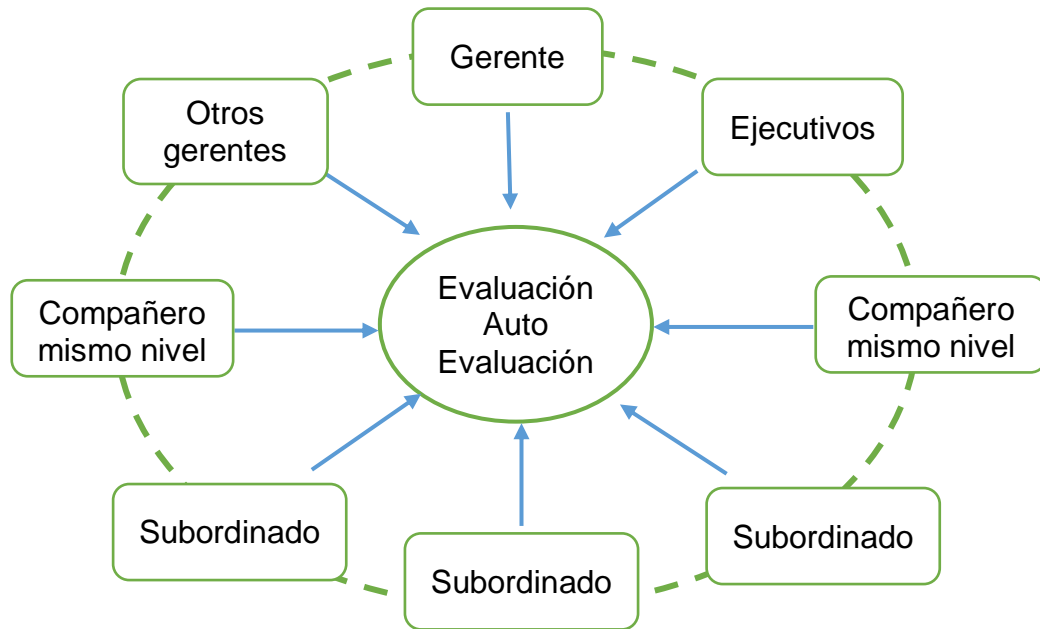 Gerente
Otros
gerentes
Ejecutivos
Evaluación
Auto
Evaluación
Compañero
mismo nivel
Compañero
mismo nivel
Subordinado
Subordinado
Subordinado